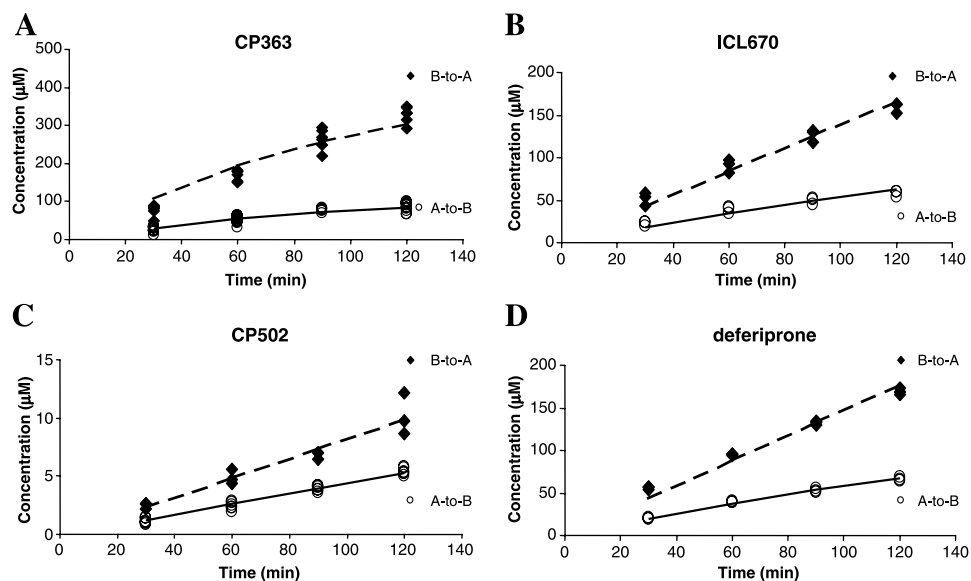 A
CP363
Concentration (µM)
500
400
300
200
100
0
0 20 40 60 80 100 120 140
Time (min)
B-to-A
A-to-B
B
ICL670
Concentration (µM)
200
150
100
50
0
0 20 40 60 80 100 120 140
Time (min)
B-to-A
A-to-B
C
CP502
Concentration (µM)
15
10
5
0
0 20 40 60 80 100 120 140
Time (min)
B-to-A
A-to-B
D
deferiprone
Concentration (µM)
200
150
100
50
0
0 20 40 60 80 100 120 140
Time (min)
B-to-A
A-to-B